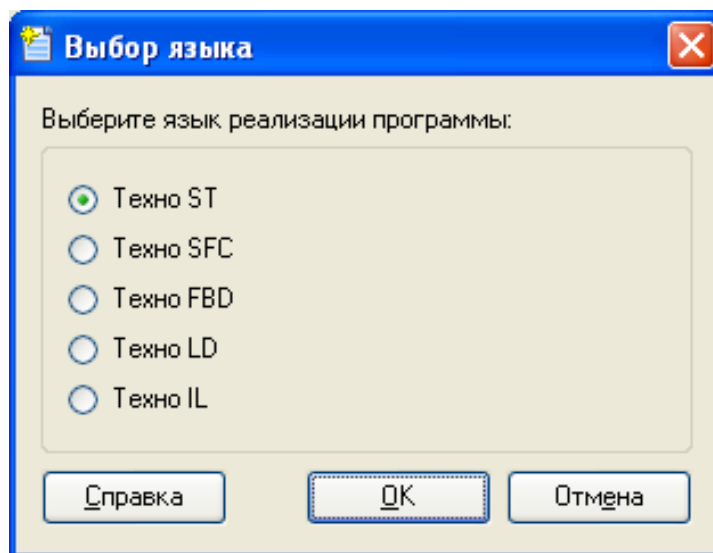 Выбор языка
Выберите язык реализации программы:
Техно ST
Техно SFC
Техно FBD
Техно LD
Техно IL
Справка OK Отмена